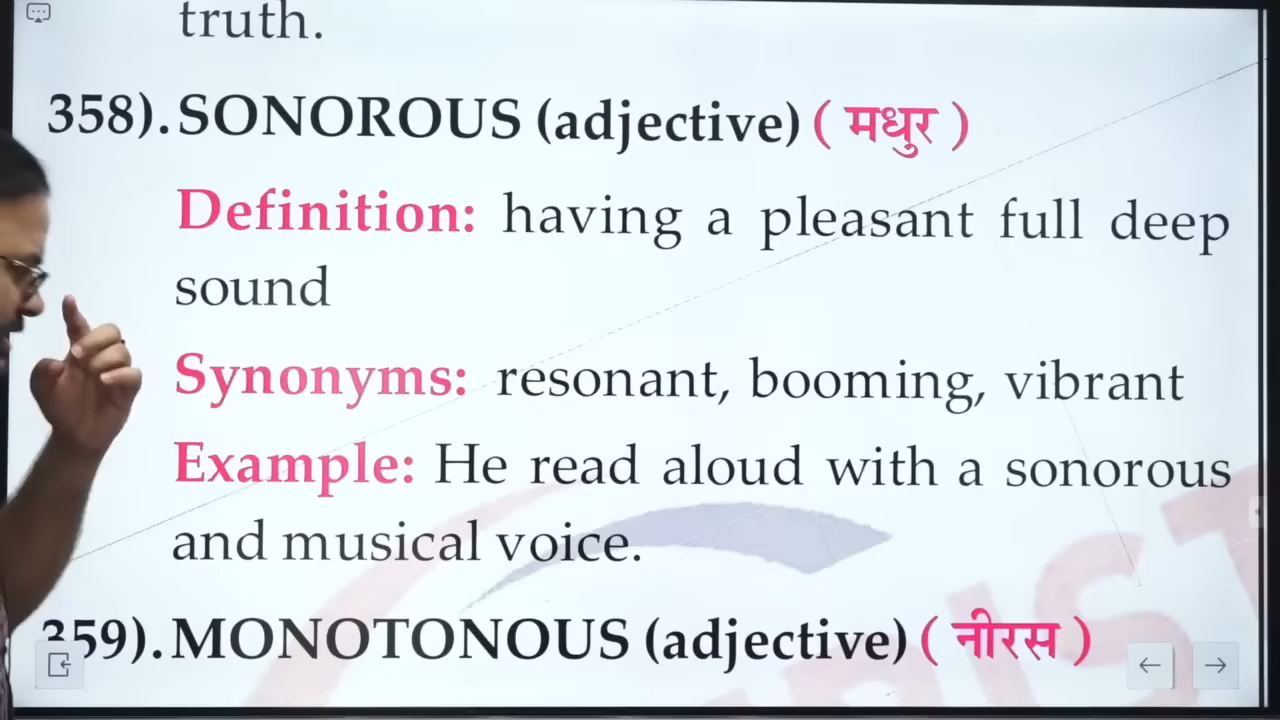 truth.
358). SONOROUS (adjective) ( मधुर )
Definition: having a pleasant full deep
sound
Synonyms: resonant, booming, vibrant
Example: He read aloud with a sonorous
and musical voice.
359). MONOTONOUS (adjective) ( नीरस )